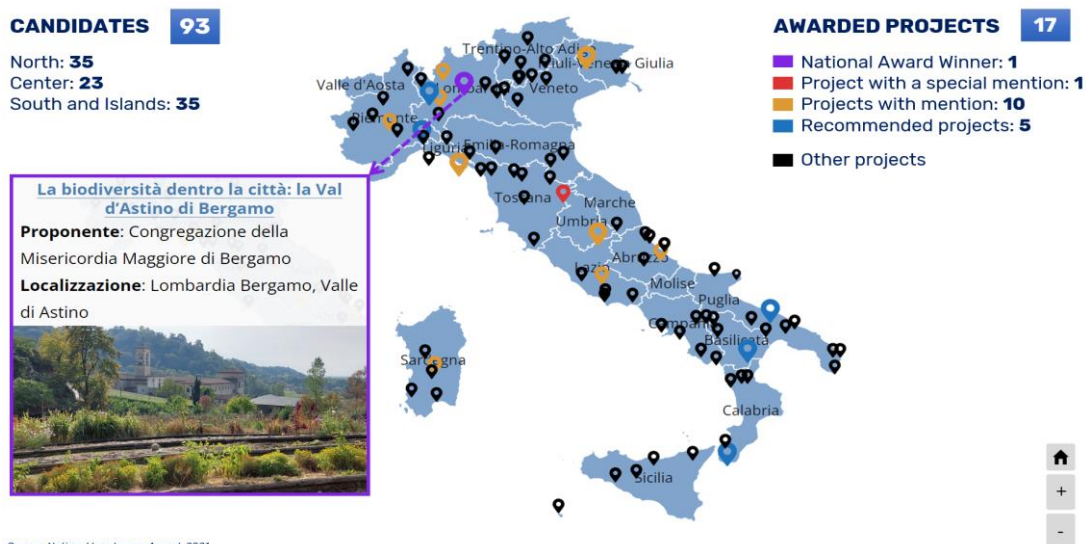 CANDIDATES 93
North: 35
Center: 23
South and Islands: 35
AWARDED PROJECTS 17
National Award Winner: 1
Project with a special mention: 1
Projects with mention: 10
Recommended projects: 5
Other projects
Trentino-Alto
Giulia
Valle d'Aosta
Veneto
Piemonte
Liguria
Emilia-Romagna
Toscana
Marche
Umbria
Lazio
Abruzzo
Molise
Puglia
Campania
Basilicata
Sardegna
Calabria
Sicilia
La biodiversità dentro la città: la Val
d'Astino di Bergamo
Proponente: Congregazione della
Misericordia Maggiore di Bergamo
Localizzazione: Lombardia Bergamo, Valle
di Astino
+
-